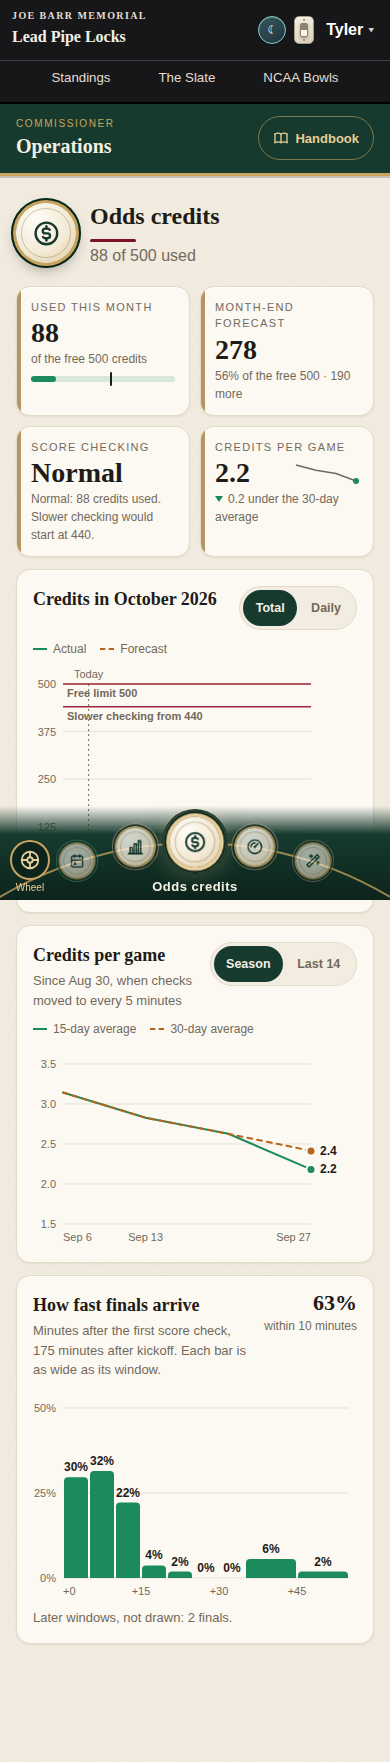 JOE BARR MEMORIAL
Lead Pipe Locks
Tyler
Standings The Slate NCAA Bowls
COMMISSIONER
Operations
Handbook
Odds credits
88 of 500 used
USED THIS MONTH
88
of the free 500 credits
MONTH-END
FORECAST
278
56% of the free 500 · 190
more
SCORE CHECKING
Normal
Normal: 88 credits used.
Slower checking would
start at 440.
CREDITS PER GAME
2.2
0.2 under the 30-day
average
Credits in October 2026
Total Daily
Actual Forecast
Today
500
Free limit 500
Slower checking from 440
375
250
125
Wheel
Odds credits
Credits per game
Since Aug 30, when checks
moved to every 5 minutes
Season Last 14
15-day average 30-day average
3.5
3.0
2.5
2.4
2.2
2.0
1.5
Sep 6 Sep 13 Sep 27
How fast finals arrive
Minutes after the first score check,
175 minutes after kickoff. Each bar is
as wide as its window.
63%
within 10 minutes
50%
30% 32%
25%
22%
4% 2% 0% 0% 6% 2%
0%
+0 +15 +30 +45
Later windows, not drawn: 2 finals.